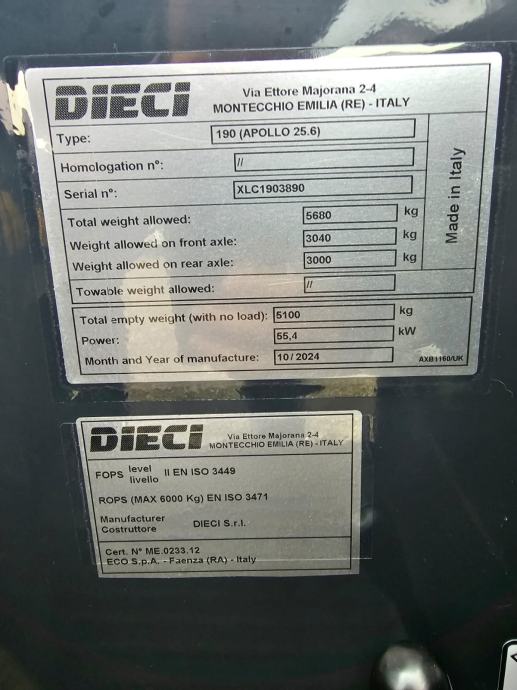 DIECI
Via Ettore Majorana 2-4
MONTECCHIO EMILIA (RE) - ITALY
Type: 190 (APOLLO 25.6)
Homologation n°: //
Serial n°: XLC1903890
Total weight allowed: 5680 kg
Weight allowed on front axle: 3040 kg
Weight allowed on rear axle: 3000 kg
Made in Italy
Towable weight allowed: //
Total empty weight (with no load): 5100 kg
Power: 55,4 kW
Month and Year of manufacture: 10/2024
AXB1160/UK
DIECI
Via Ettore Majorana 2-4
MONTECCHIO EMILIA (RE) - ITALY
FOPS level livello II EN ISO 3449
ROPS (MAX 6000 Kg) EN ISO 3471
Manufacturer
Costruttore DIECI S.r.l.
Cert. N° ME.0233.12
ECO S.p.A. - Faenza (RA) - Italy